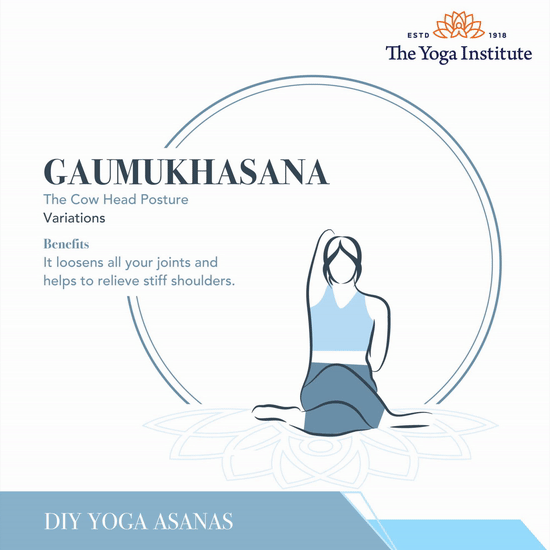 ESTD 1918
The Yoga Institute
GAUMUKHASANA
The Cow Head Posture
Variations
Benefits
It loosens all your joints and
helps to relieve stiff shoulders.
DIY YOGA ASANAS